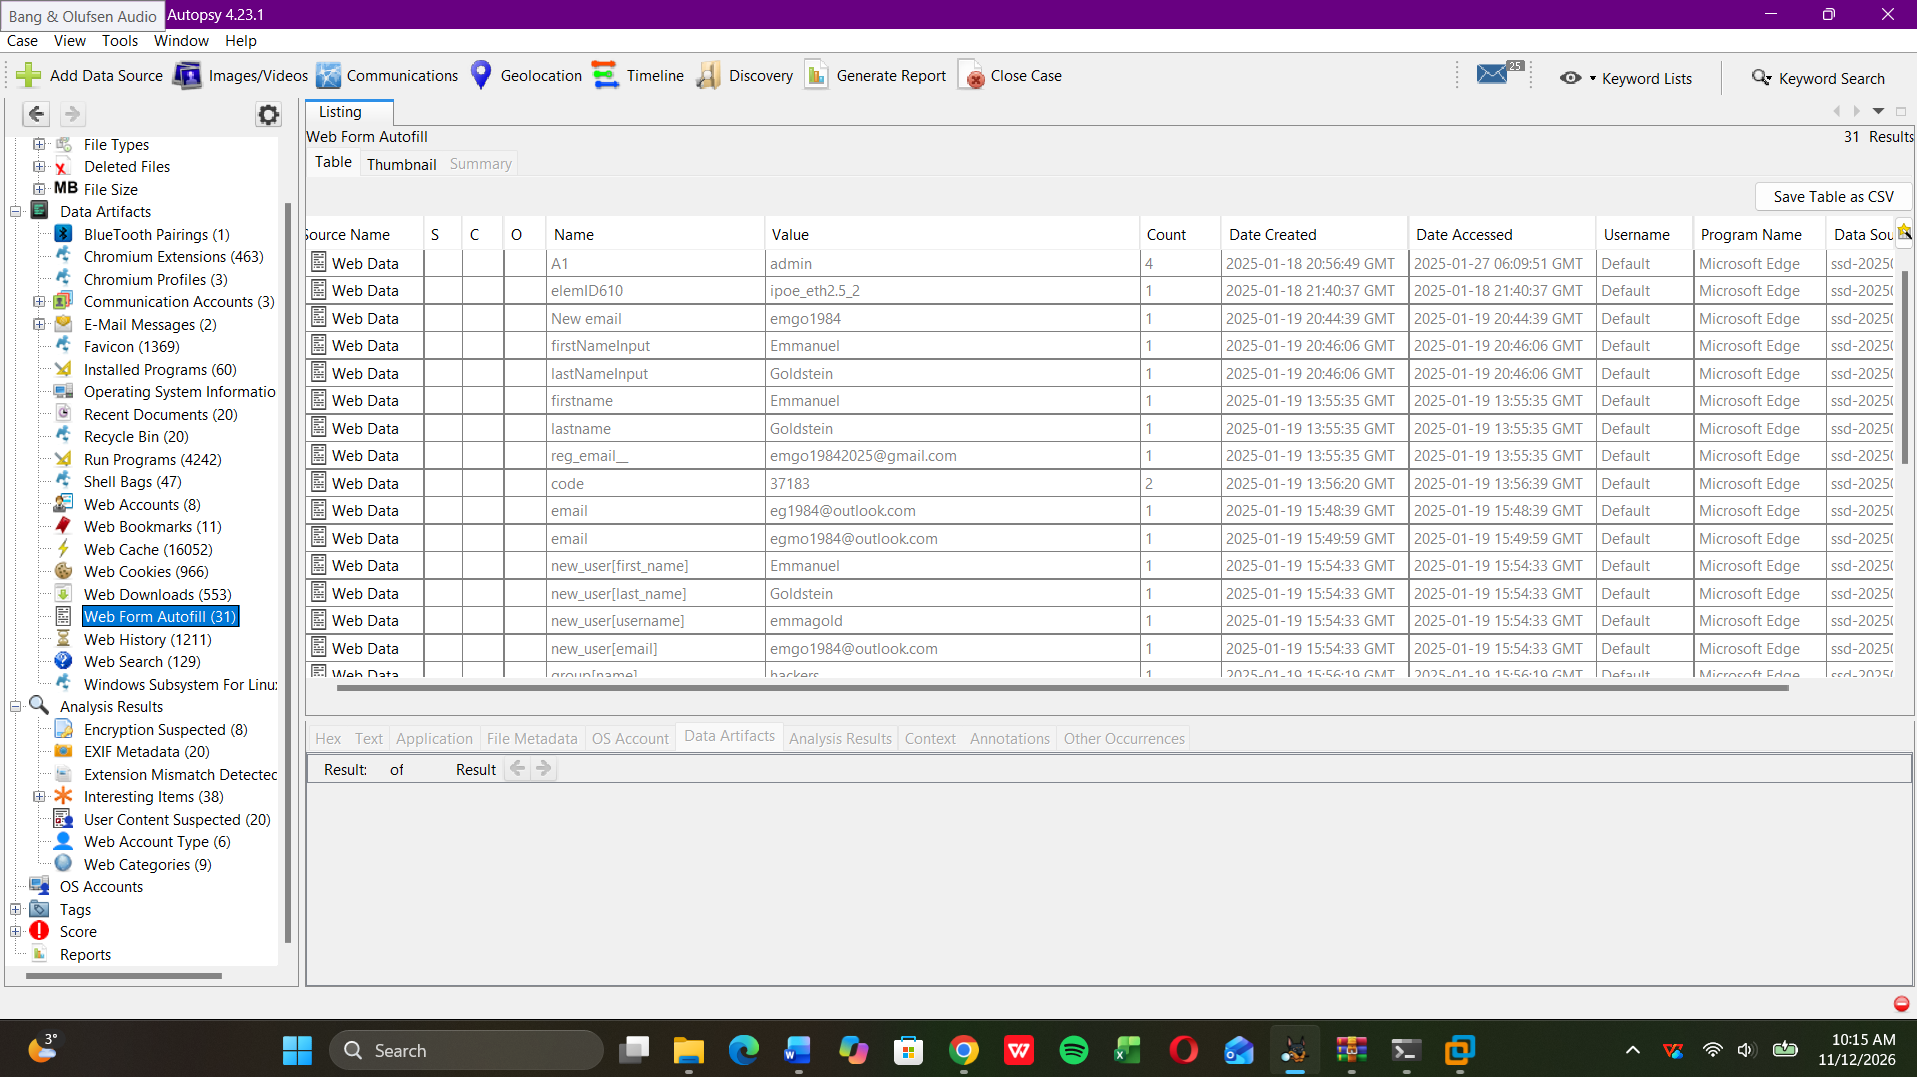 Bang & Olufsen Audio Autopsy 4.23.1
Case View Tools Window Help
Add Data Source Images/Videos Communications Geolocation Timeline Discovery Generate Report Close Case 25 Keyword Lists Keyword Search
Listing
Web Form Autofill 31 Results
Table Thumbnail Summary
Save Table as CSV
Source Name S C O Name Value Count Date Created Date Accessed Username Program Name Data Sou
Web Data A1 admin 4 2025-01-18 20:56:49 GMT 2025-01-27 06:09:51 GMT Default Microsoft Edge ssd-2025
Web Data elemID610 ipoe_eth2.5_2 1 2025-01-18 21:40:37 GMT 2025-01-18 21:40:37 GMT Default Microsoft Edge ssd-2025
Web Data New email emgo1984 1 2025-01-19 20:44:39 GMT 2025-01-19 20:44:39 GMT Default Microsoft Edge ssd-2025
Web Data firstNameInput Emmanuel 1 2025-01-19 20:46:06 GMT 2025-01-19 20:46:06 GMT Default Microsoft Edge ssd-2025
Web Data lastNameInput Goldstein 1 2025-01-19 20:46:06 GMT 2025-01-19 20:46:06 GMT Default Microsoft Edge ssd-2025
Web Data firstname Emmanuel 1 2025-01-19 13:55:35 GMT 2025-01-19 13:55:35 GMT Default Microsoft Edge ssd-2025
Web Data lastname Goldstein 1 2025-01-19 13:55:35 GMT 2025-01-19 13:55:35 GMT Default Microsoft Edge ssd-2025
Web Data reg_email__ emgo19842025@gmail.com 1 2025-01-19 13:55:35 GMT 2025-01-19 13:55:35 GMT Default Microsoft Edge ssd-2025
Web Data code 37183 2 2025-01-19 13:56:20 GMT 2025-01-19 13:56:39 GMT Default Microsoft Edge ssd-2025
Web Data email eg1984@outlook.com 1 2025-01-19 15:48:39 GMT 2025-01-19 15:48:39 GMT Default Microsoft Edge ssd-2025
Web Data email egmo1984@outlook.com 1 2025-01-19 15:49:59 GMT 2025-01-19 15:49:59 GMT Default Microsoft Edge ssd-2025
Web Data new_user[first_name] Emmanuel 1 2025-01-19 15:54:33 GMT 2025-01-19 15:54:33 GMT Default Microsoft Edge ssd-2025
Web Data new_user[last_name] Goldstein 1 2025-01-19 15:54:33 GMT 2025-01-19 15:54:33 GMT Default Microsoft Edge ssd-2025
Web Data new_user[username] emmagold 1 2025-01-19 15:54:33 GMT 2025-01-19 15:54:33 GMT Default Microsoft Edge ssd-2025
Web Data new_user[email] emgo1984@outlook.com 1 2025-01-19 15:54:33 GMT 2025-01-19 15:54:33 GMT Default Microsoft Edge ssd-2025
Web Data group[name] hackers 1 2025-01-19 15:56:19 GMT 2025-01-19 15:56:19 GMT Default Microsoft Edge ssd-2025
File Types
Deleted Files
MB File Size
Data Artifacts
BlueTooth Pairings (1)
Chromium Extensions (463)
Chromium Profiles (3)
Communication Accounts (3)
E-Mail Messages (2)
Favicon (1369)
Installed Programs (60)
Operating System Informatio
Recent Documents (20)
Recycle Bin (20)
Run Programs (4242)
Shell Bags (47)
Web Accounts (8)
Web Bookmarks (11)
Web Cache (16052)
Web Cookies (966)
Web Downloads (553)
Web Form Autofill (31)
Web History (1211)
Web Search (129)
Windows Subsystem For Linu
Analysis Results
Encryption Suspected (8)
EXIF Metadata (20)
Extension Mismatch Detected
Interesting Items (38)
User Content Suspected (20)
Web Account Type (6)
Web Categories (9)
OS Accounts
Tags
Score
Reports
Hex Text Application File Metadata OS Account Data Artifacts Analysis Results Context Annotations Other Occurrences
Result: of Result
3°
Search
10:15 AM
11/12/2026